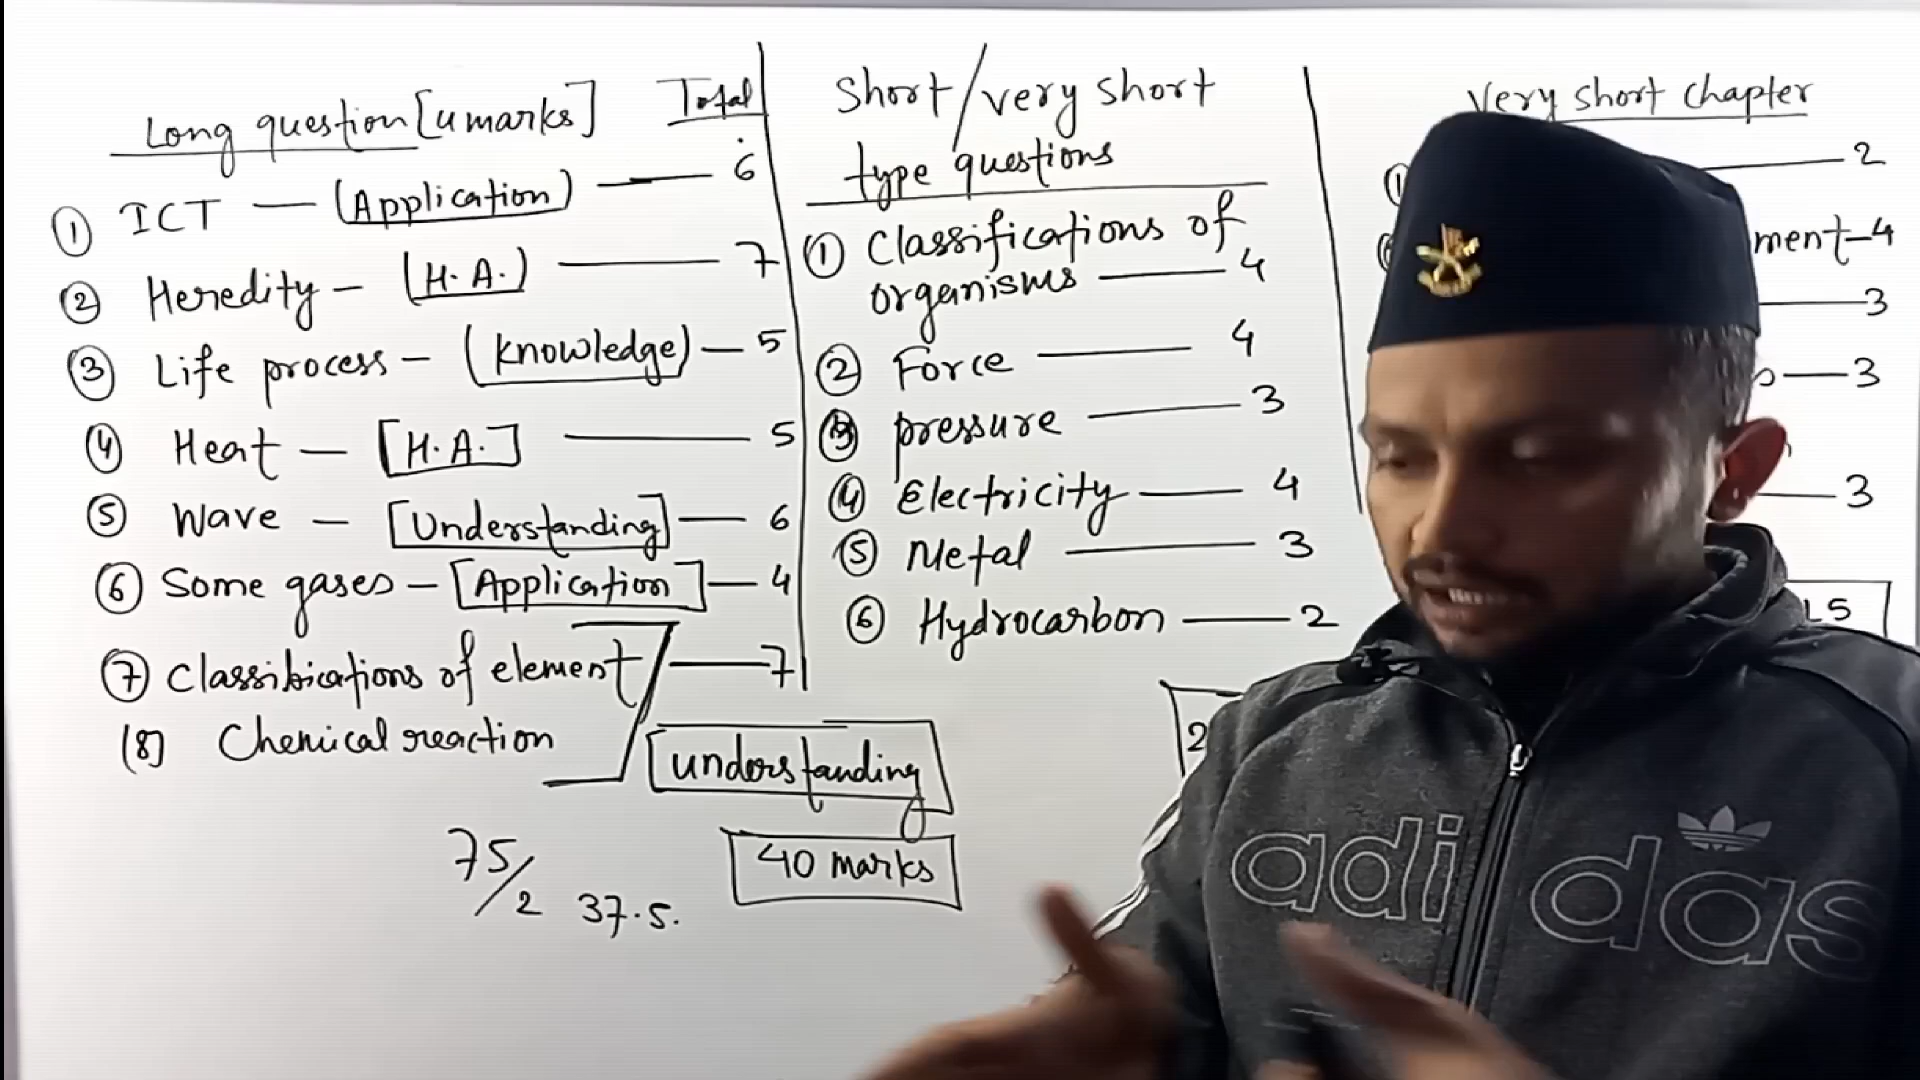 Long question [4 marks] Total
① ICT — (Application) — 6
② Heredity — (H.A.) — 7
③ Life process — (knowledge) — 5
④ Heat — [H.A.] — 5
⑤ Wave — [Understanding] — 6
⑥ Some gases — [Application] — 4
⑦ Classifications of element — 7
(8) Chemical reaction
understanding
40 marks
75/2 37.5.
Short/very short
type questions
① Classifications of
organisms — 4
② Force — 4
③ pressure — 3
④ Electricity — 4
⑤ Metal — 3
⑥ Hydrocarbon — 2
2
Very short chapter
— 2
ment-4
— 3
— 3
— 3
15
adidas